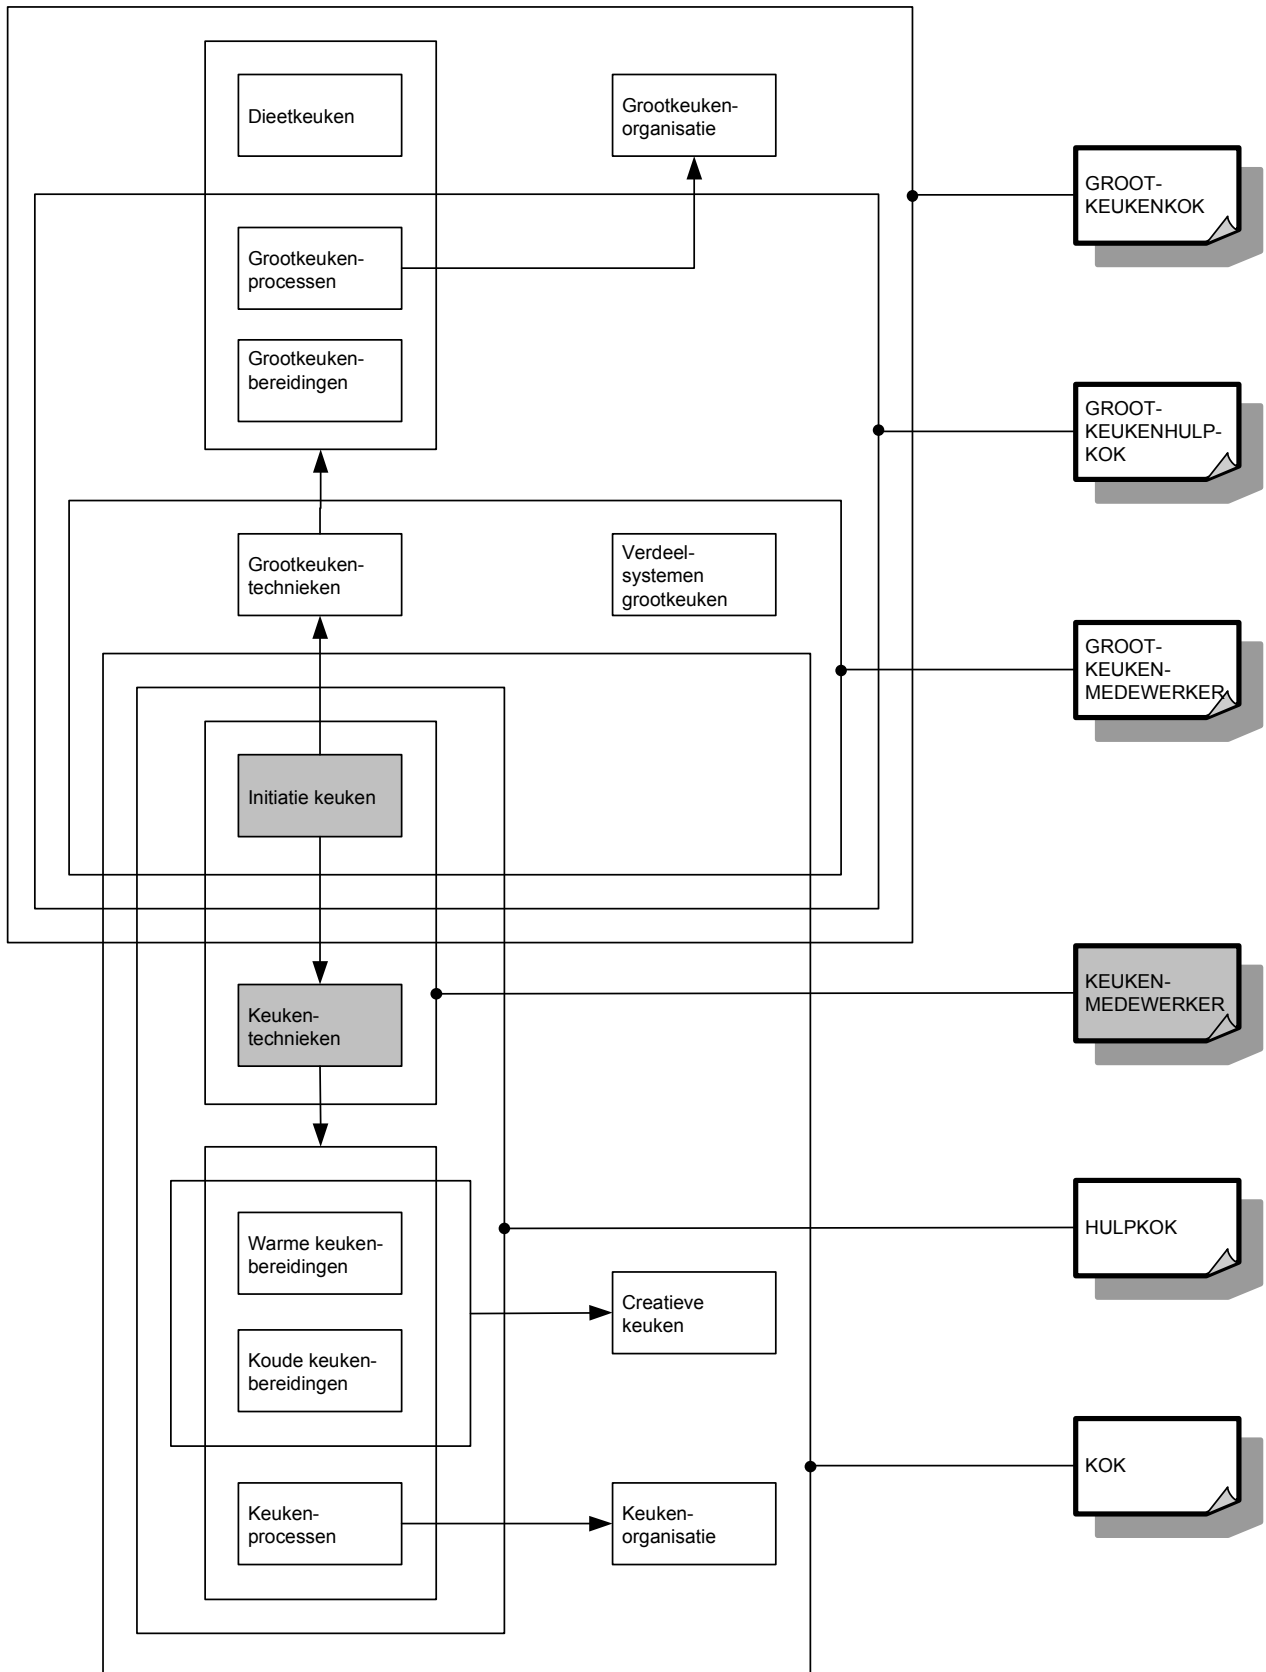 Dieetkeuken
Grootkeuken-
organisatie
GROOT-
KEUKENKOK
Grootkeuken-
processen
Grootkeuken-
bereidingen
GROOT-
KEUKENHULP-
KOK
Grootkeuken-
technieken
Verdeel-
systemen
grootkeuken
GROOT-
KEUKEN-
MEDEWERKER
Initiatie keuken
Keuken-
technieken
KEUKEN-
MEDEWERKER
Warme keuken-
bereidingen
HULPKOK
Creatieve
keuken
Koude keuken-
bereidingen
KOK
Keuken-
processen
Keuken-
organisatie